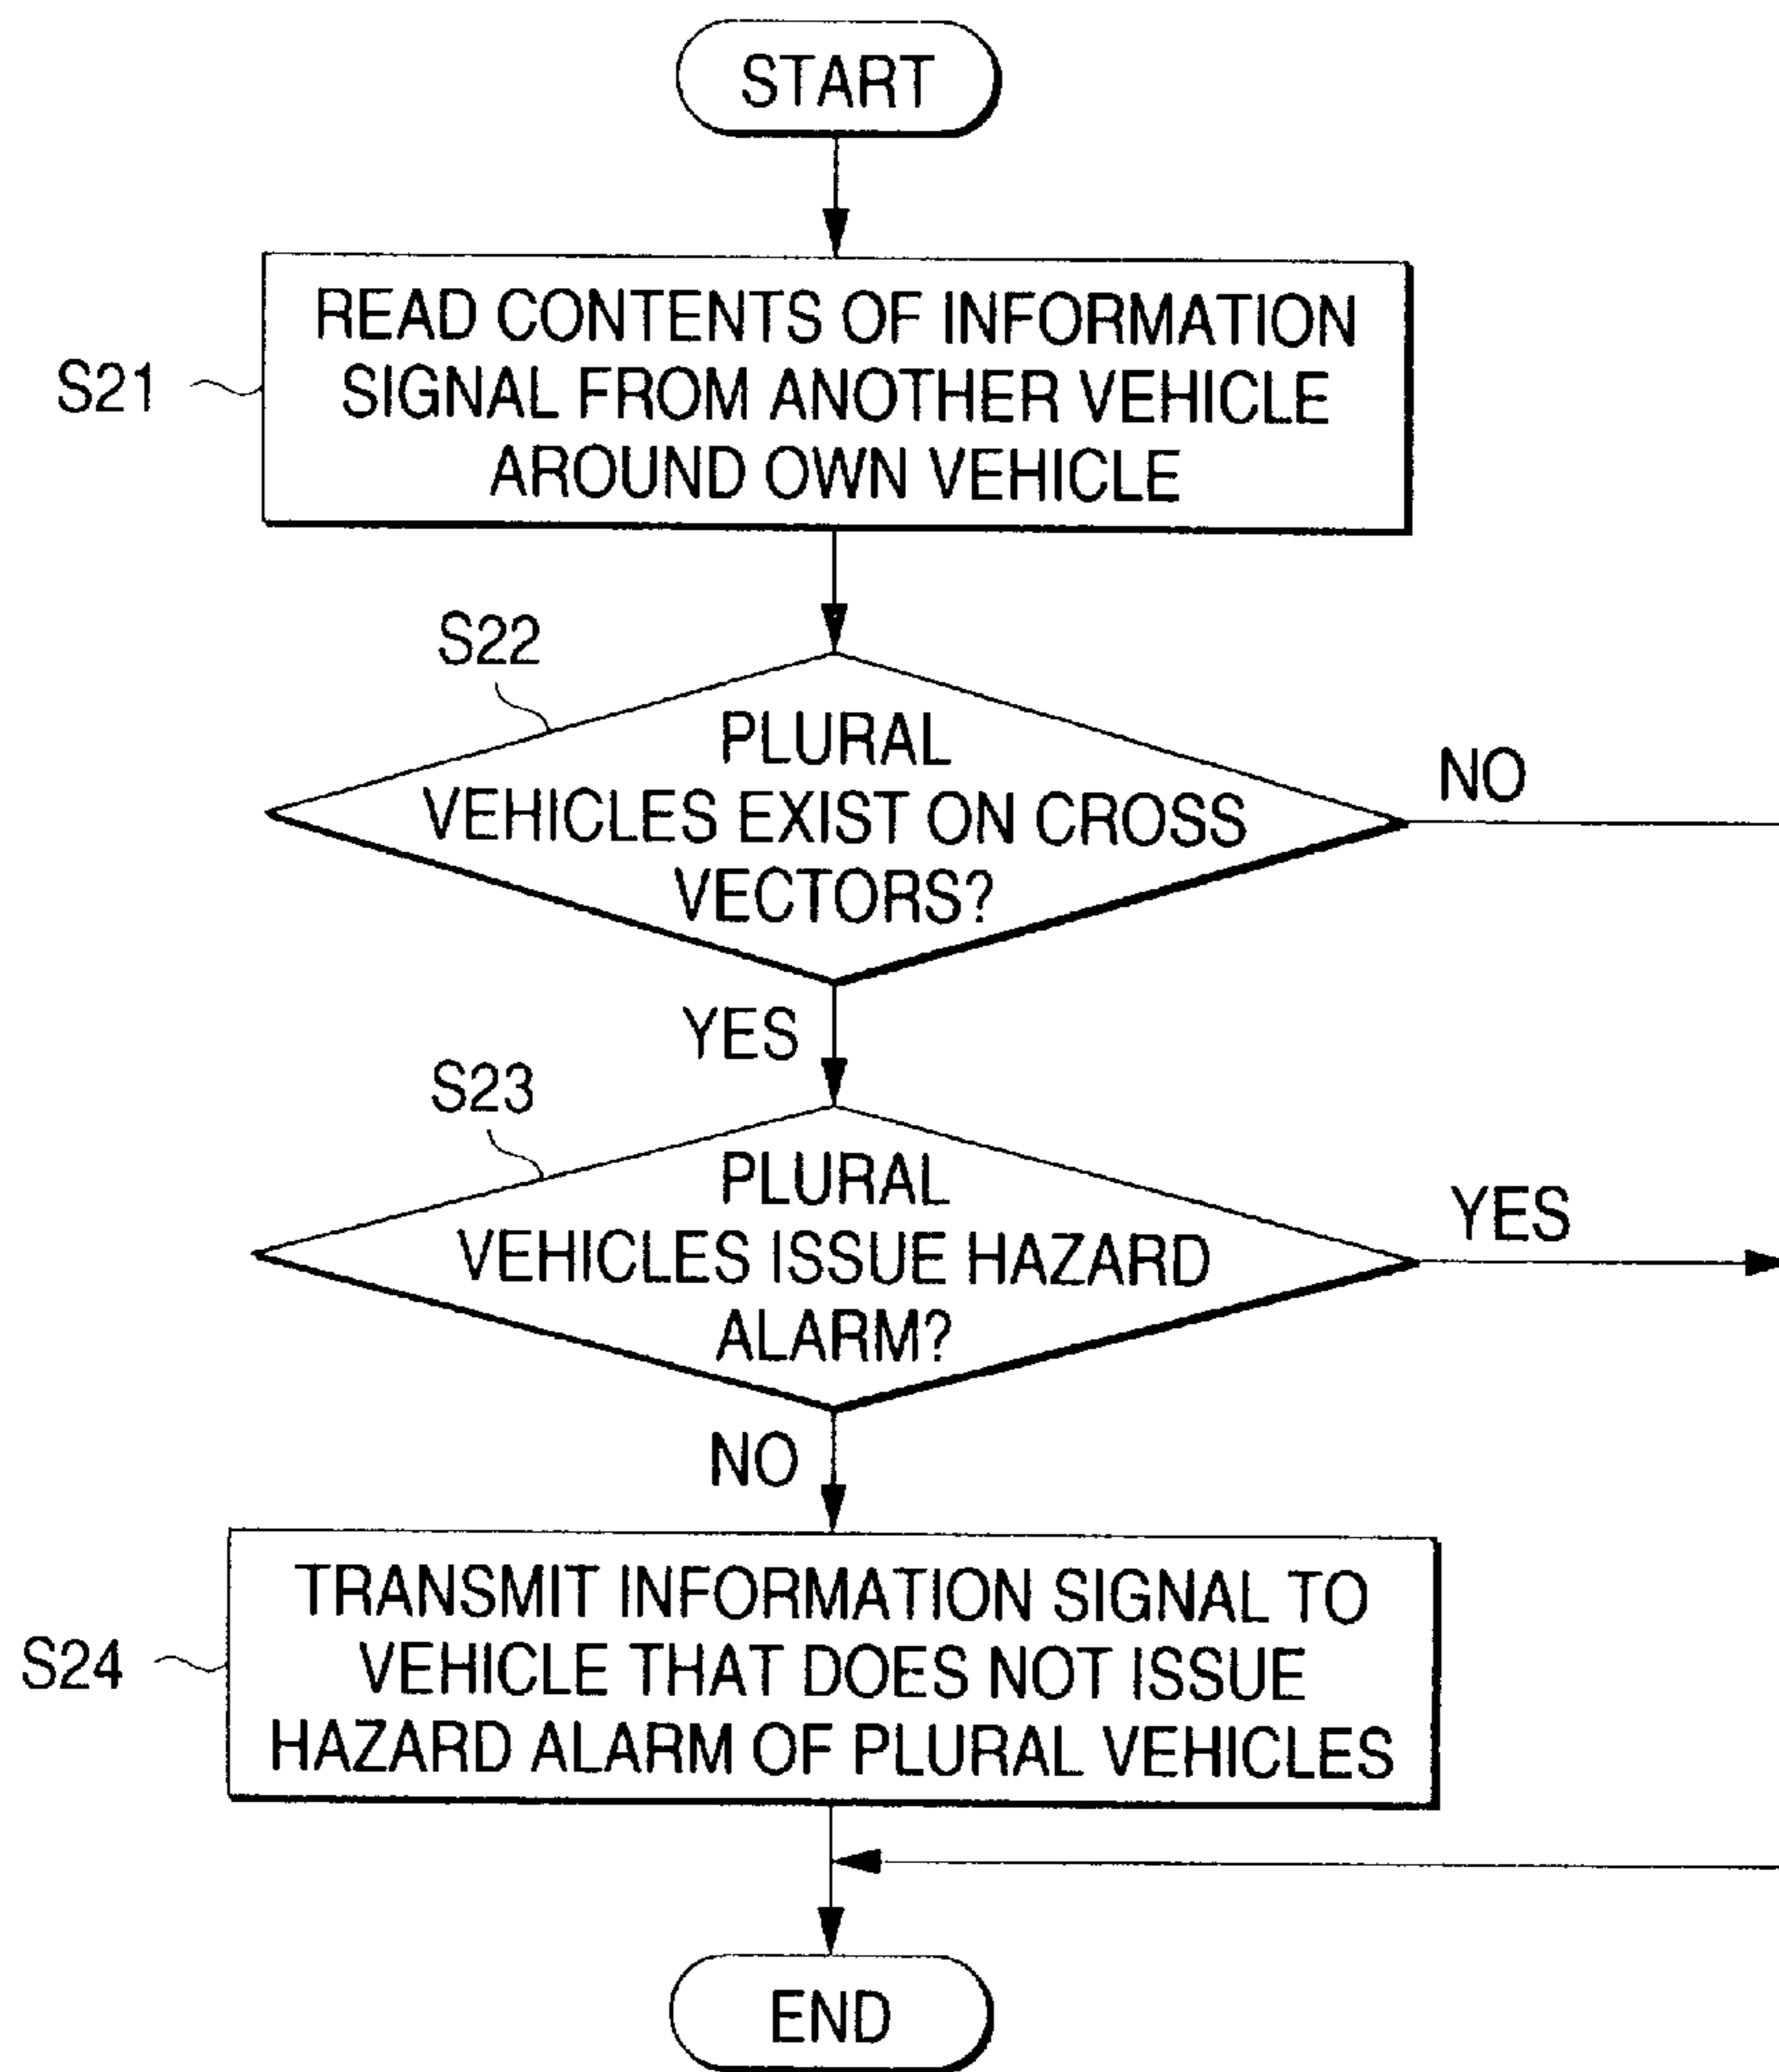 START
READ CONTENTS OF INFORMATION
SIGNAL FROM ANOTHER VEHICLE
AROUND OWN VEHICLE
S21
S22
PLURAL
VEHICLES EXIST ON CROSS
VECTORS?
NO
YES
S23
PLURAL
VEHICLES ISSUE HAZARD
ALARM?
YES
NO
TRANSMIT INFORMATION SIGNAL TO
VEHICLE THAT DOES NOT ISSUE
HAZARD ALARM OF PLURAL VEHICLES
S24
END